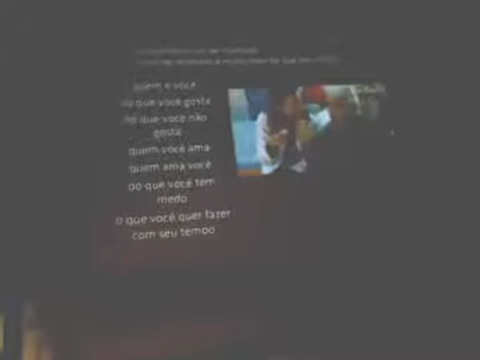 quem e você
do que você gosta
do que você não
gosta
quem você ama
quem ama você
do que você tem
medo
o que você quer fazer
com seu tempo